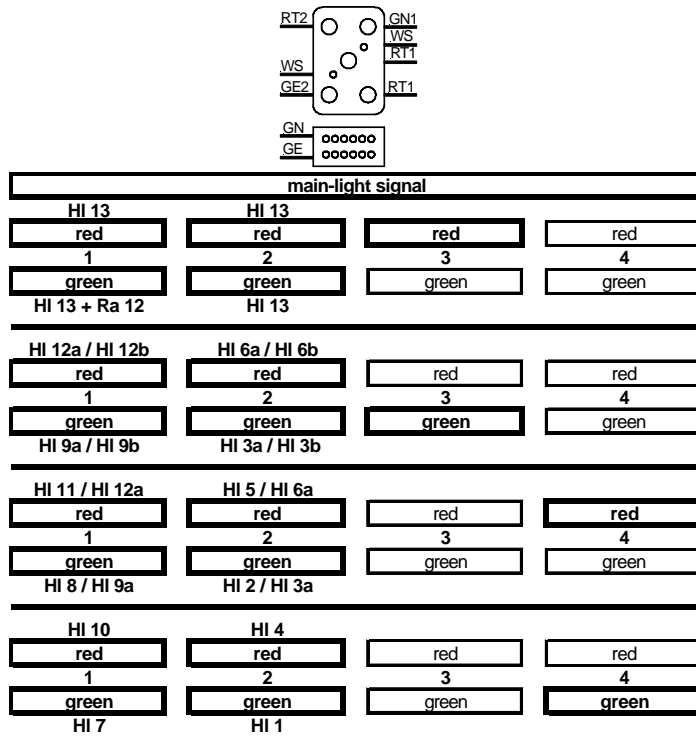 RT2 GN1
WS
RT1
WS
GE2 RT1
GN
GE
main-light signal
Hl 13 Hl 13
red red red red
1 2 3 4
green green green green
Hl 13 + Ra 12 Hl 13
Hl 12a / Hl 12b Hl 6a / Hl 6b
red red red red
1 2 3 4
green green green green
Hl 9a / Hl 9b Hl 3a / Hl 3b
Hl 11 / Hl 12a Hl 5 / Hl 6a
red red red red
1 2 3 4
green green green green
Hl 8 / Hl 9a Hl 2 / Hl 3a
Hl 10 Hl 4
red red red red
1 2 3 4
green green green green
Hl 7 Hl 1